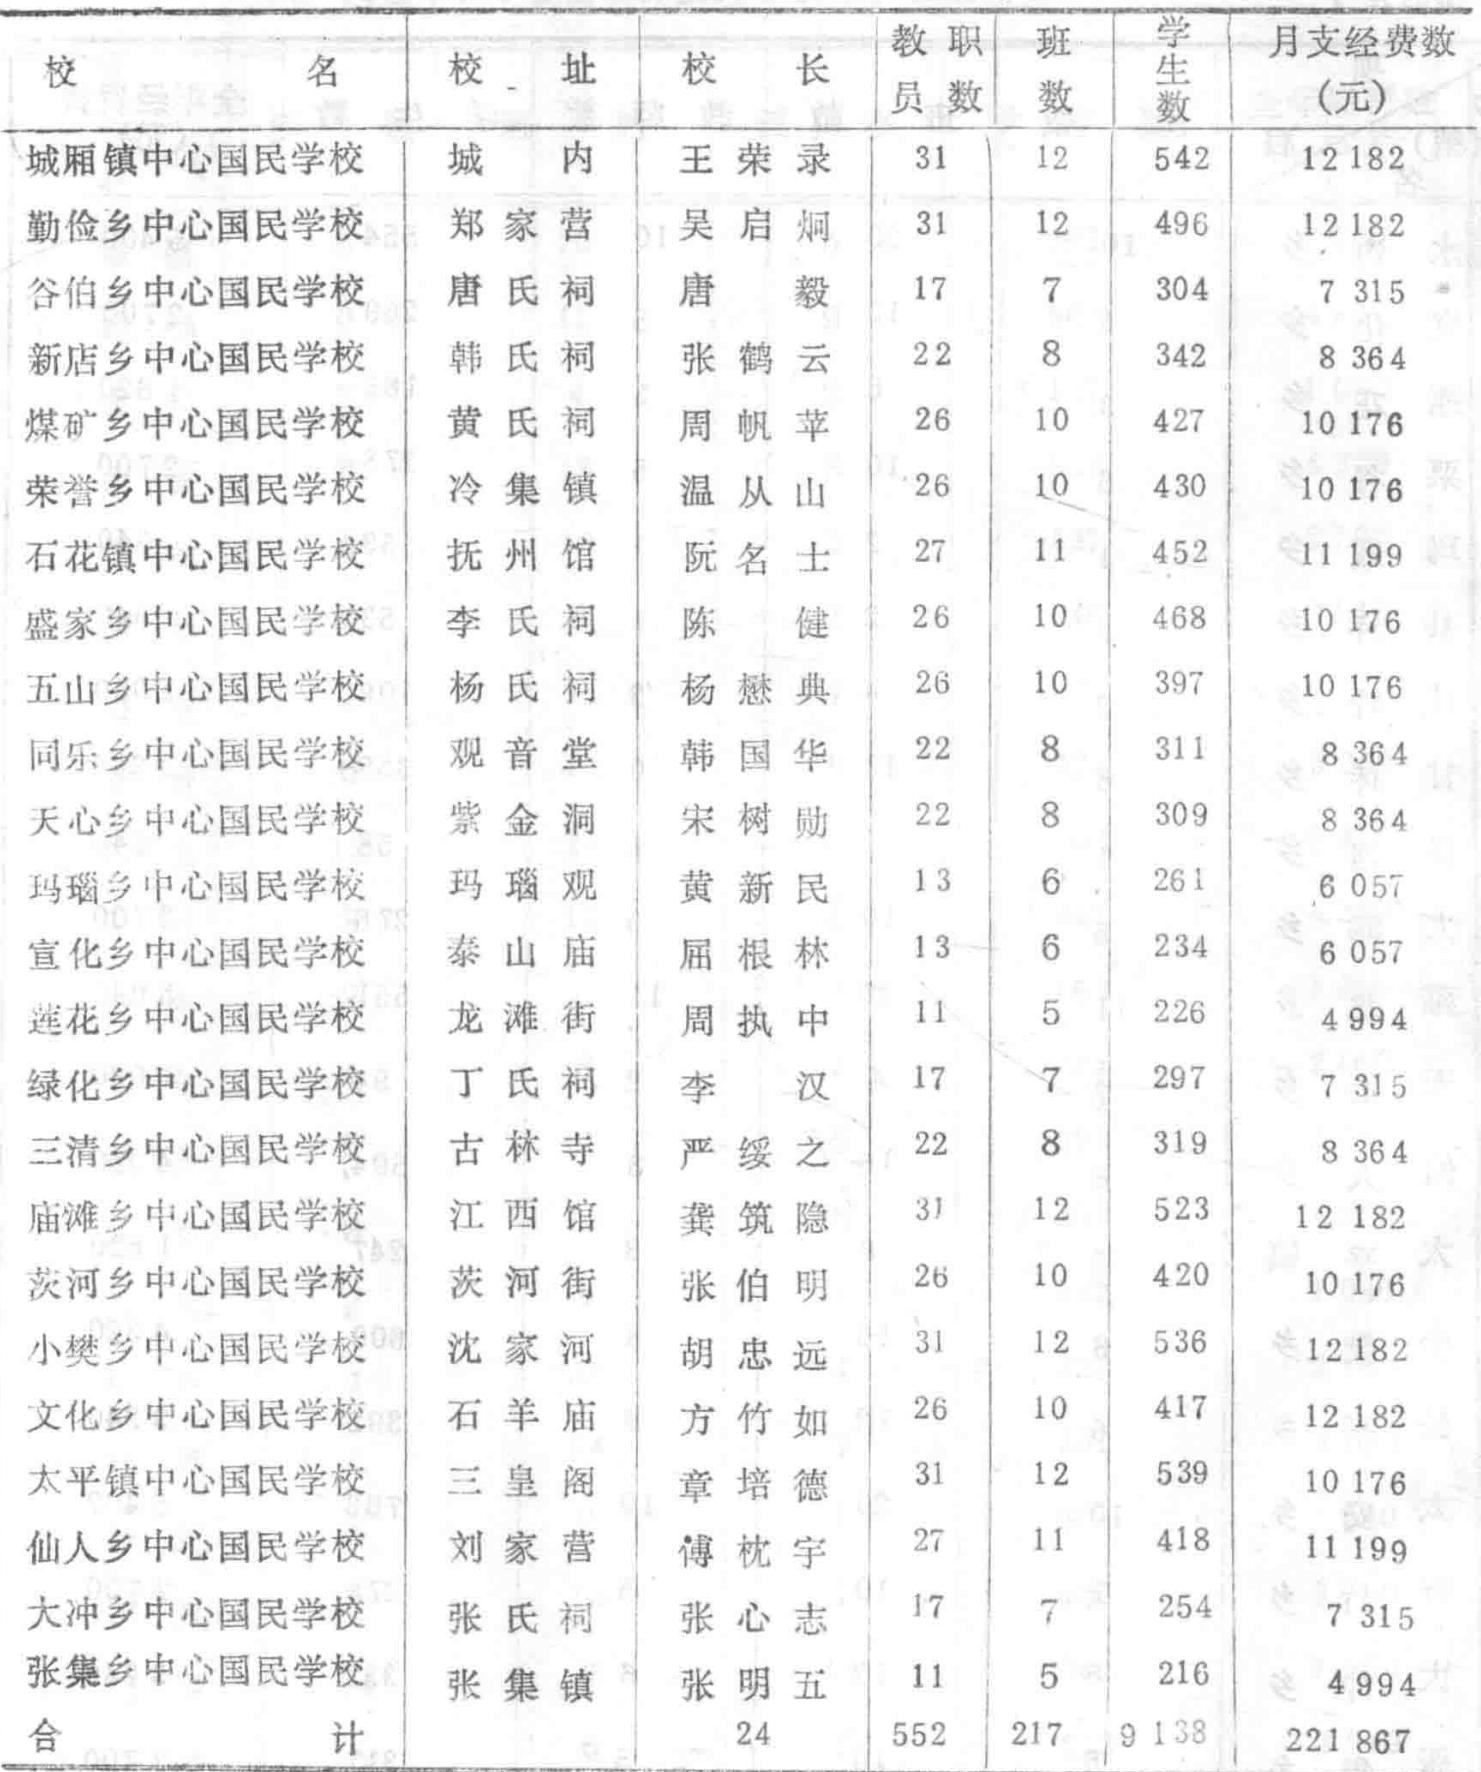 校名 校址 校长 教职员数 班数 学生数 月支经费数(元)
城厢镇中心国民学校 城内 王荣录 31 12 542 12 182
勤俭乡中心国民学校 郑家营 吴启炯 31 12 496 12 182
谷伯乡中心国民学校 唐氏祠 唐毅 17 7 304 7 315
新店乡中心国民学校 韩氏祠 张鹤云 22 8 342 8 364
煤矿乡中心国民学校 黄氏祠 周帆苹 26 10 427 10 176
荣誉乡中心国民学校 冷集镇 温从山 26 10 430 10 176
石花镇中心国民学校 抚州馆 阮名士 27 11 452 11 199
盛家乡中心国民学校 李氏祠 陈健 26 10 468 10 176
五山乡中心国民学校 杨氏祠 杨懋典 26 10 397 10 176
同乐乡中心国民学校 观音堂 韩国华 22 8 311 8 364
天心乡中心国民学校 紫金洞 宋树勋 22 8 309 8 364
玛瑙乡中心国民学校 玛瑙观 黄新民 13 6 261 6 057
宣化乡中心国民学校 泰山庙 屈根林 13 6 234 6 057
莲花乡中心国民学校 龙滩街 周执中 11 5 226 4 994
绿化乡中心国民学校 丁氏祠 李汉 17 7 297 7 315
三清乡中心国民学校 古林寺 严绥之 22 8 319 8 364
庙滩乡中心国民学校 江西馆 龚筑隐 31 12 523 12 182
茨河乡中心国民学校 茨河街 张伯明 26 10 420 10 176
小樊乡中心国民学校 沈家河 胡忠远 31 12 536 12 182
文化乡中心国民学校 石羊庙 方竹如 26 10 417 12 182
太平镇中心国民学校 三皇阁 章培德 31 12 539 10 176
仙人乡中心国民学校 刘家营 傅枕宇 27 11 418 11 199
大冲乡中心国民学校 张氏祠 张心志 17 7 254 7 315
张集乡中心国民学校 张集镇 张明五 11 5 216 4 994
合计 24 552 217 9 138 221 867